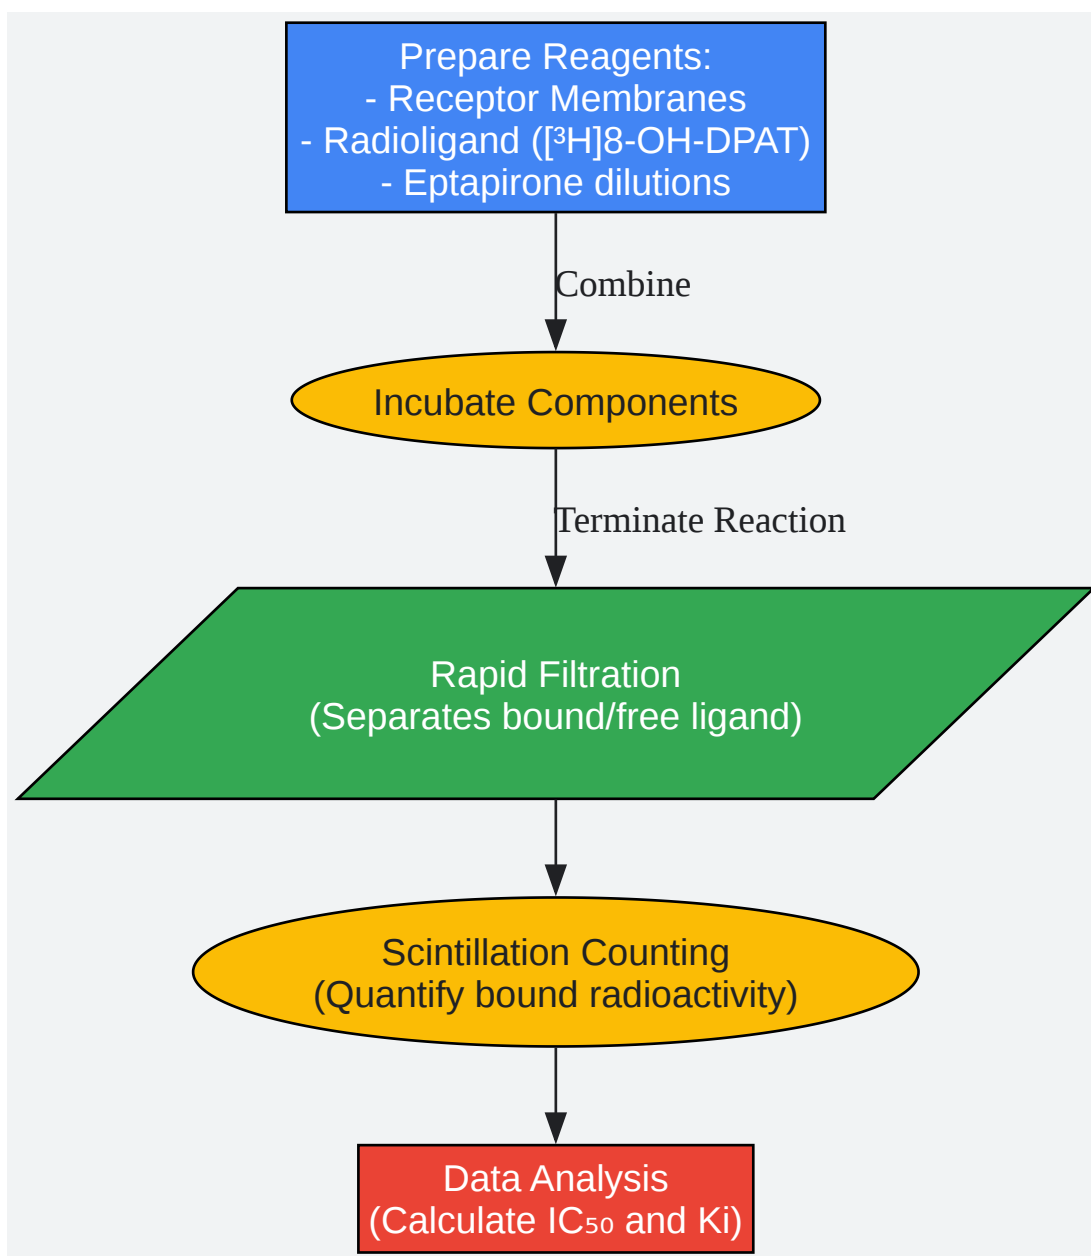 Prepare Reagents:
- Receptor Membranes
- Radioligand ([³H]8-OH-DPAT)
- Eptapirone dilutions
Combine
Incubate Components
Terminate Reaction
Rapid Filtration
(Separates bound/free ligand)
Scintillation Counting
(Quantify bound radioactivity)
Data Analysis
(Calculate IC₅₀ and Ki)